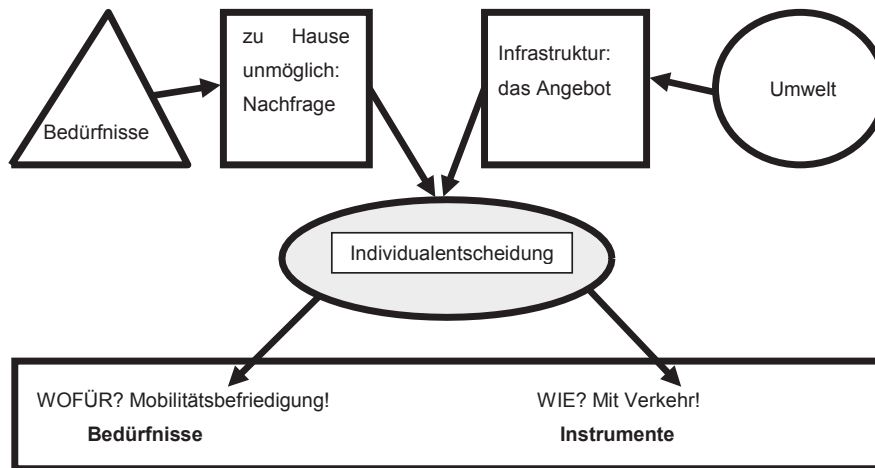 Bedürfnisse
zu Hause
unmöglich:
Nachfrage
Infrastruktur:
das Angebot
Umwelt
Individualentscheidung
WOFÜR? Mobilitätsbefriedigung!
Bedürfnisse
WIE? Mit Verkehr!
Instrumente